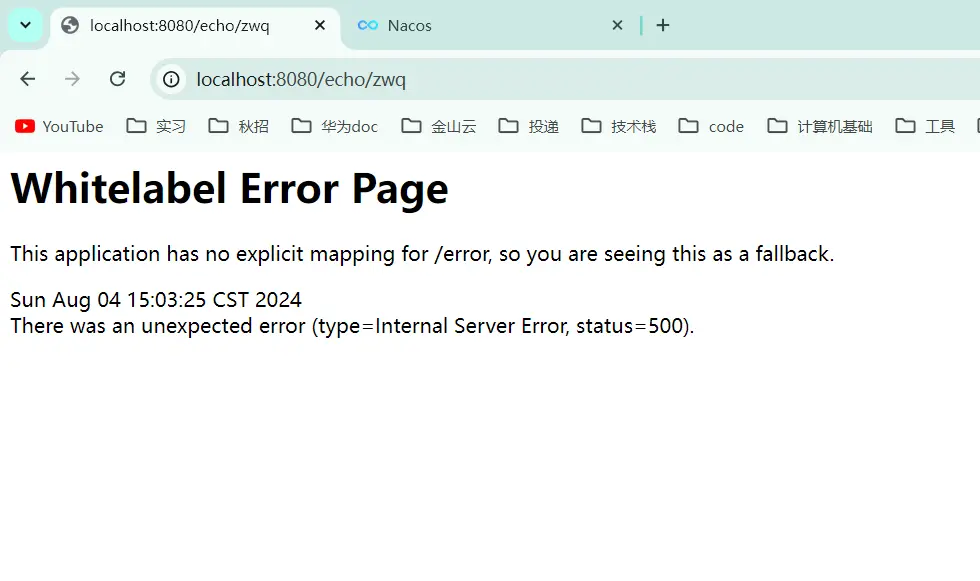 localhost:8080/echo/zwq
Nacos
localhost:8080/echo/zwq
YouTube 实习 秋招 华为doc 金山云 投递 技术栈 code 计算机基础 工具
Whitelabel Error Page
This application has no explicit mapping for /error, so you are seeing this as a fallback.
Sun Aug 04 15:03:25 CST 2024
There was an unexpected error (type=Internal Server Error, status=500).